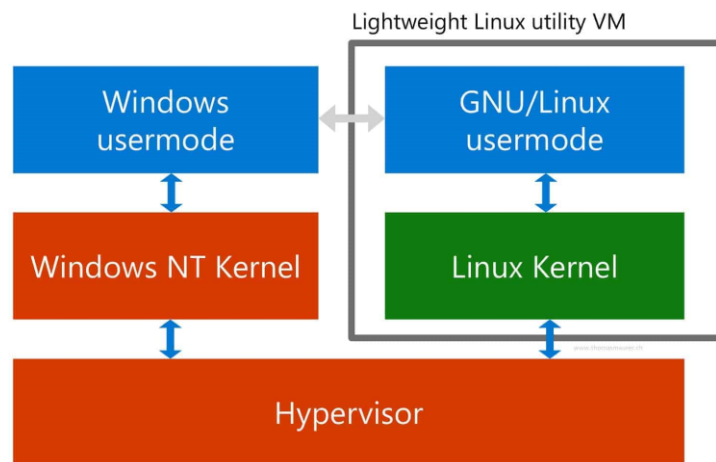 Lightweight Linux utility VM
Windows
usermode
GNU/Linux
usermode
Windows NT Kernel
Linux Kernel
Hypervisor